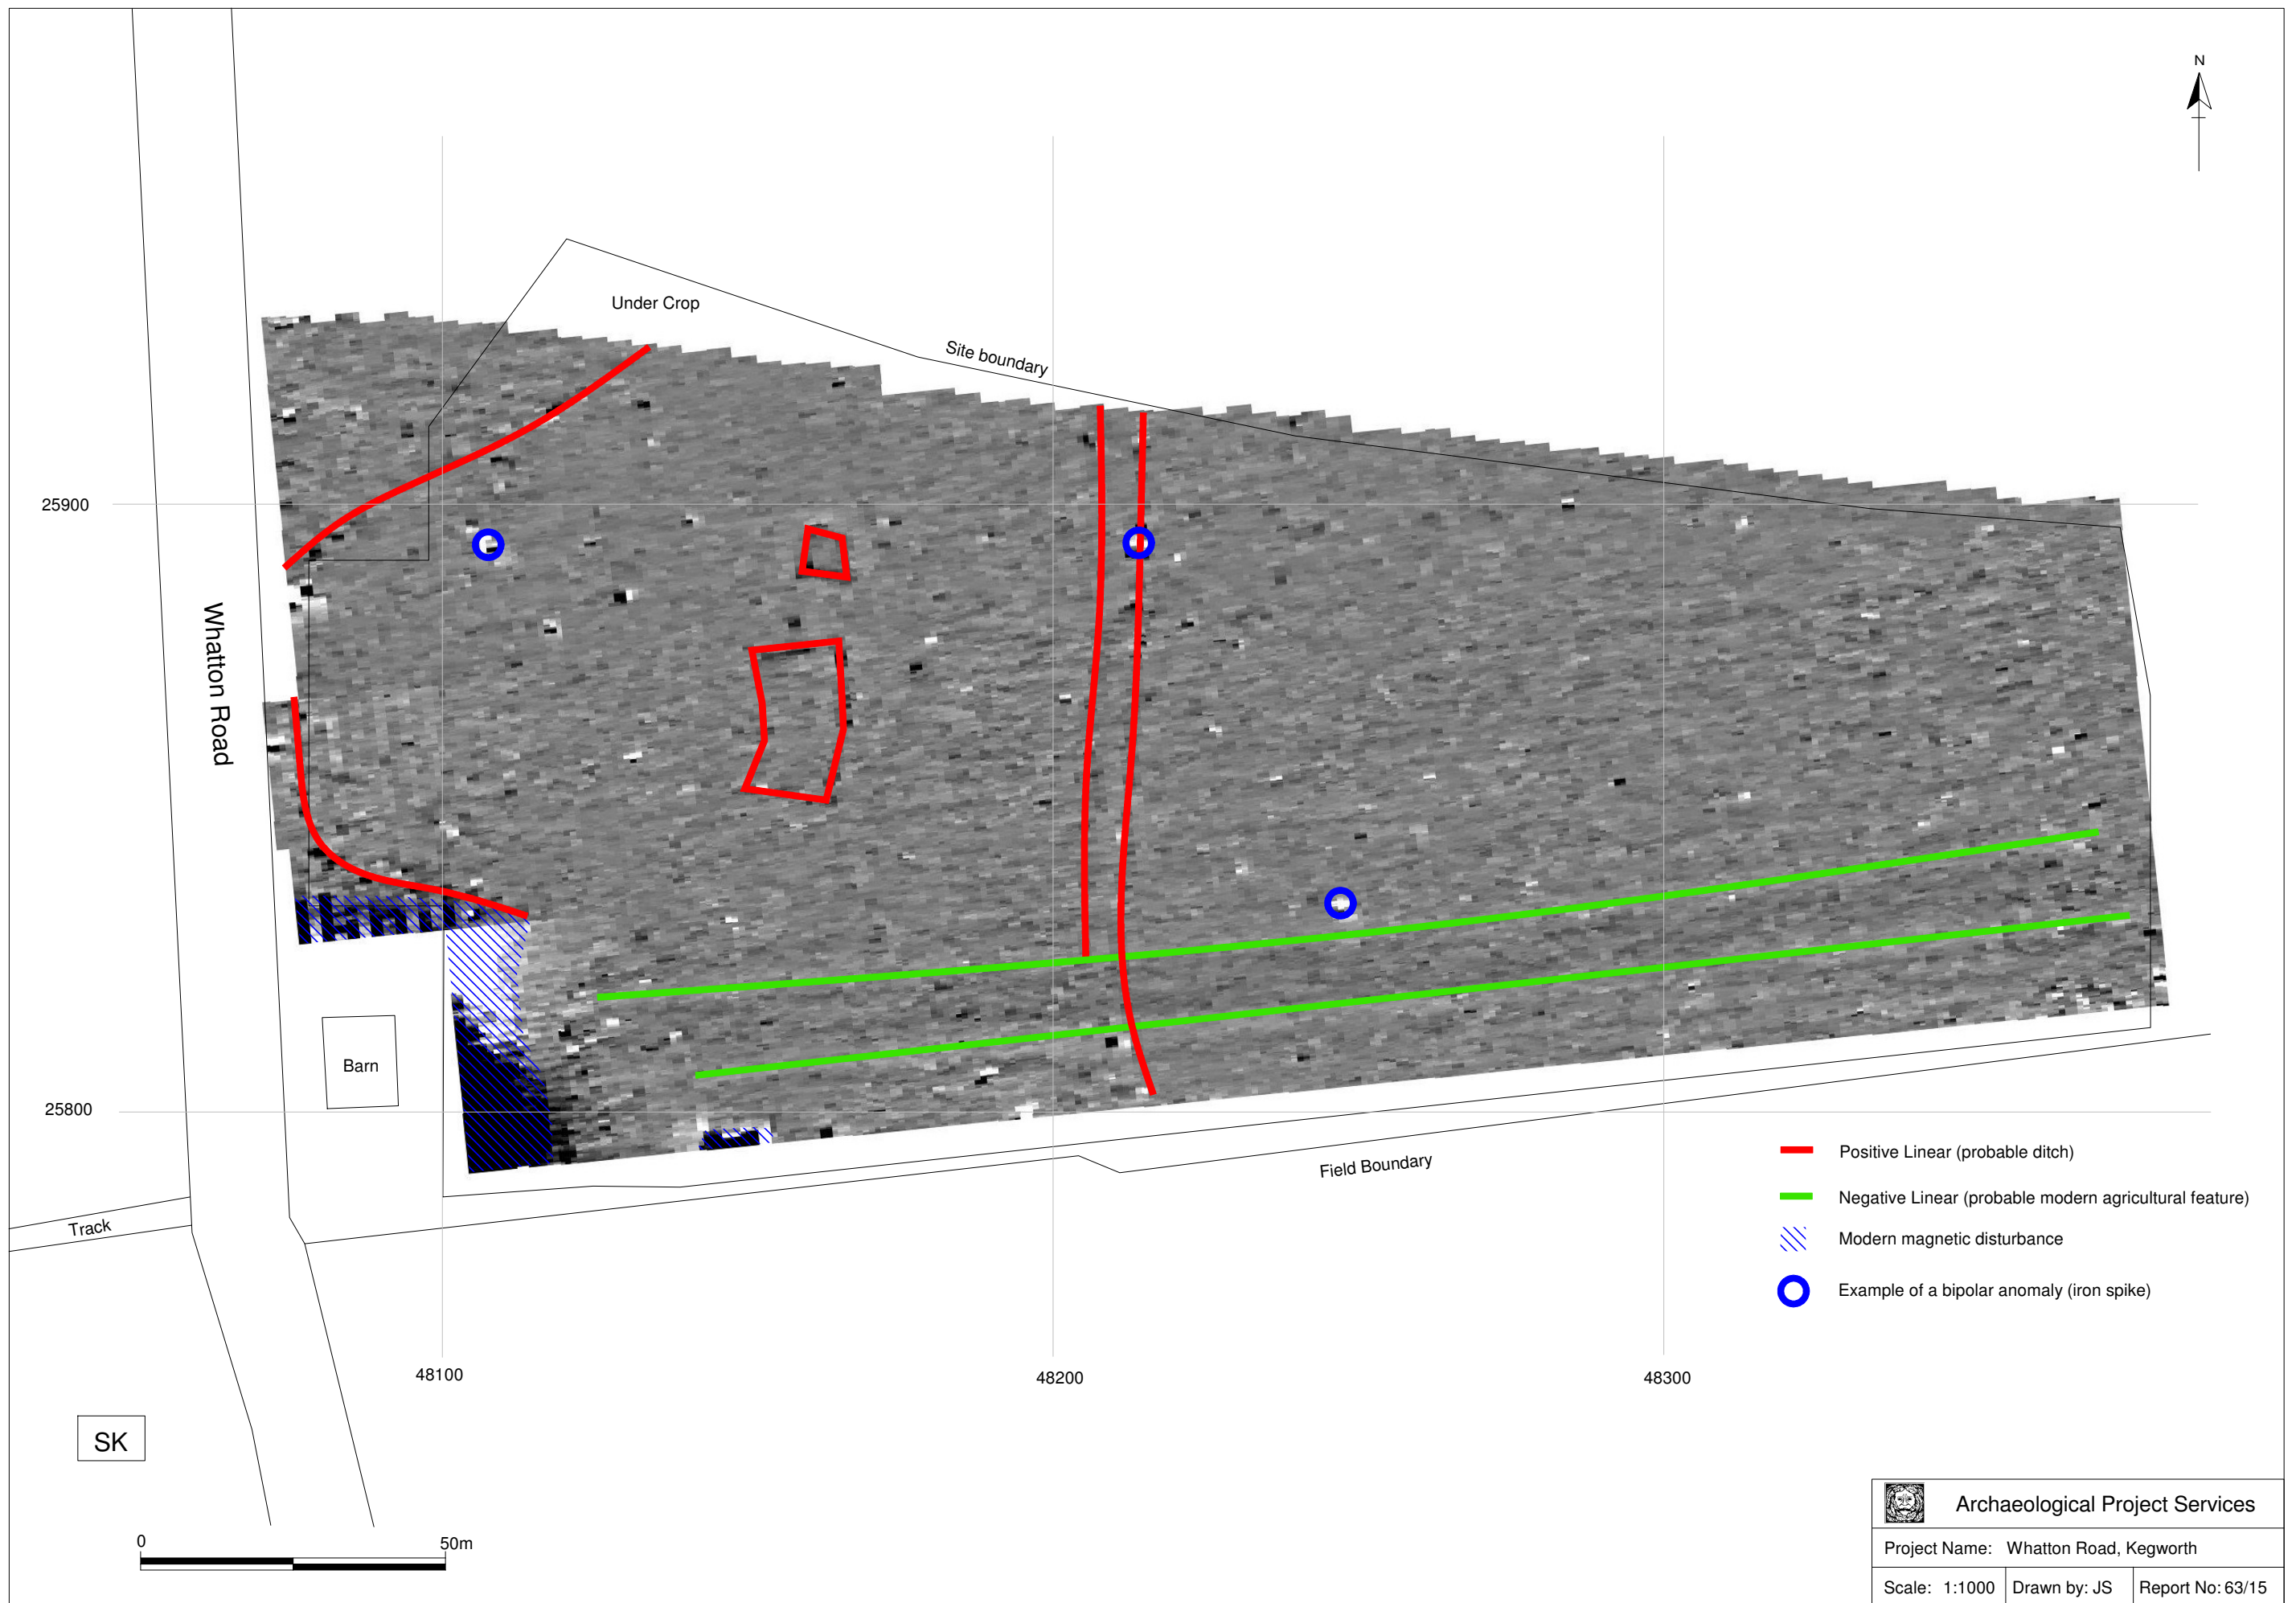 N
Under Crop
Site boundary
25900
Whatton Road
Barn
25800
Field Boundary
Track
Positive Linear (probable ditch)
Negative Linear (probable modern agricultural feature)
Modern magnetic disturbance
Example of a bipolar anomaly (iron spike)
48100
48200
48300
SK
0 50m
Archaeological Project Services
Project Name: Whatton Road, Kegworth
Scale: 1:1000 Drawn by: JS Report No: 63/15